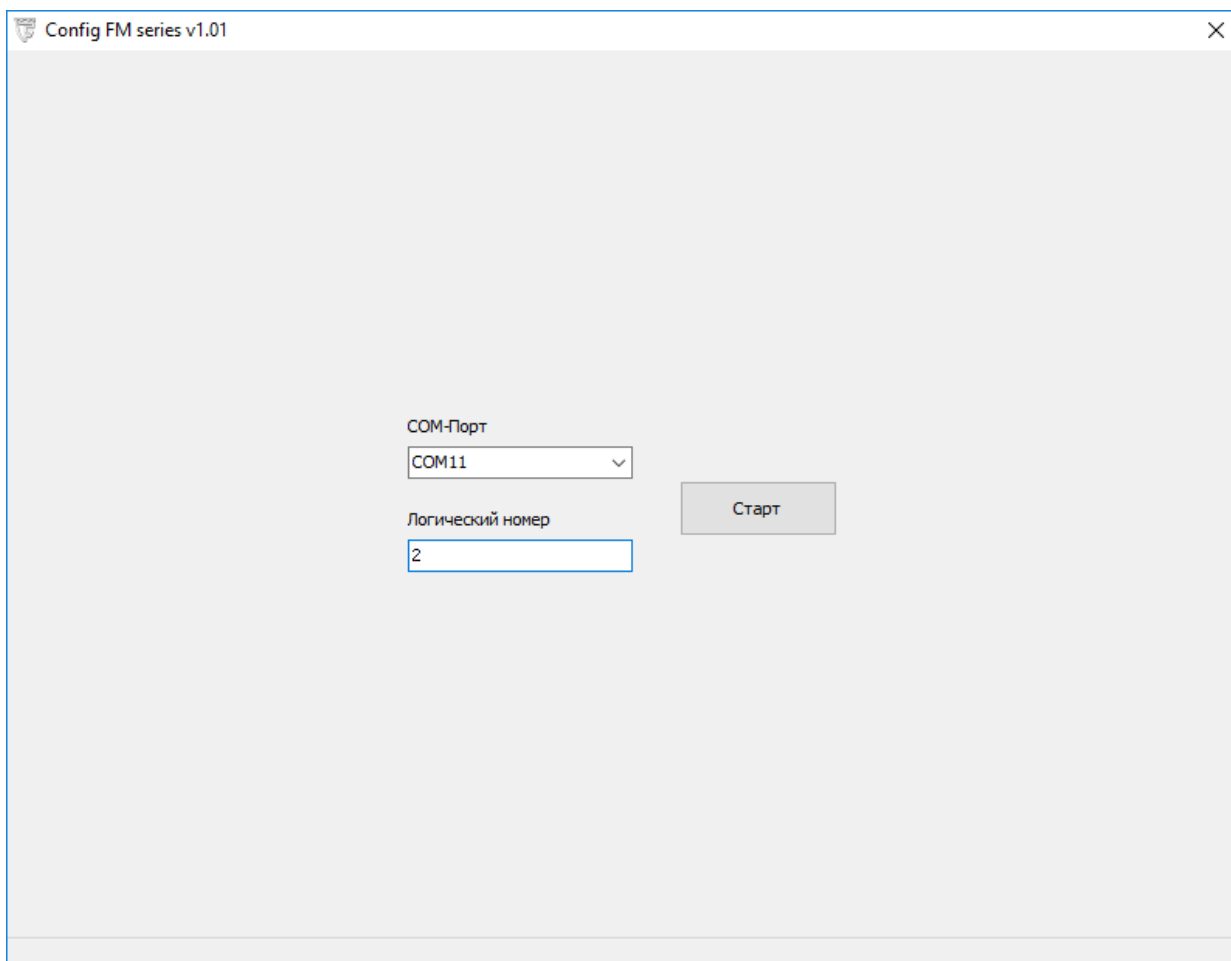 Config FM series v1.01
COM-Порт
COM11
Старт
Логический номер
2